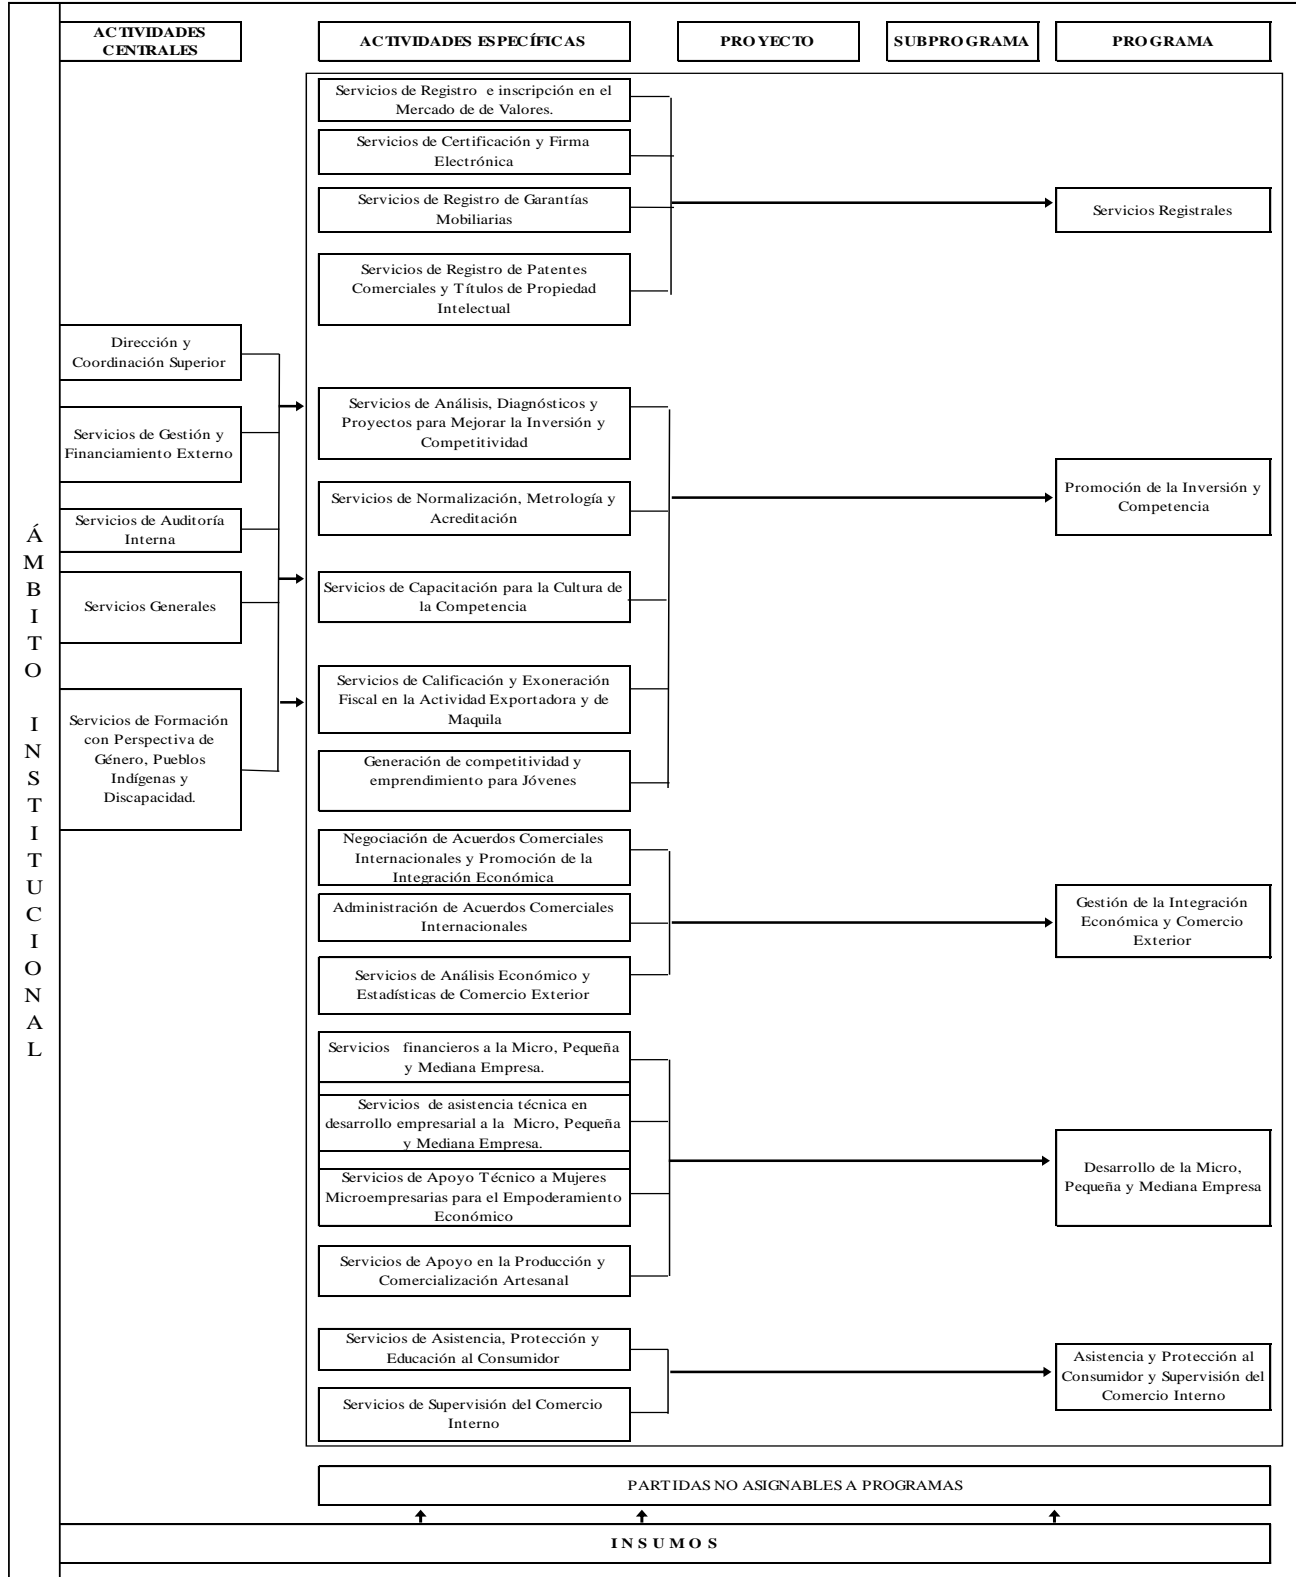 ACTIVIDADES
CENTRALES
ACTIVIDADES ESPECÍFICAS
PROYECTO
SUBPROGRAMA
PROGRAMA
ÁMBITO INSTITUCIONAL
Dirección y
Coordinación Superior
Servicios de Gestión y
Financiamiento Externo
Servicios de Auditoría
Interna
Servicios Generales
Servicios de Formación
con Perspectiva de
Género, Pueblos
Indígenas y
Discapacidad.
Servicios de Registro e inscripción en el
Mercado de de Valores.
Servicios de Certificación y Firma
Electrónica
Servicios de Registro de Garantías
Mobiliarias
Servicios de Registro de Patentes
Comerciales y Títulos de Propiedad
Intelectual
Servicios Registrales
Servicios de Análisis, Diagnósticos y
Proyectos para Mejorar la Inversión y
Competitividad
Servicios de Normalización, Metrología y
Acreditación
Servicios de Capacitación para la Cultura de
la Competencia
Servicios de Calificación y Exoneración
Fiscal en la Actividad Exportadora y de
Maquila
Generación de competitividad y
emprendimiento para Jóvenes
Promoción de la Inversión y
Competencia
Negociación de Acuerdos Comerciales
Internacionales y Promoción de la
Integración Económica
Administración de Acuerdos Comerciales
Internacionales
Servicios de Análisis Económico y
Estadísticas de Comercio Exterior
Gestión de la Integración
Económica y Comercio
Exterior
Servicios financieros a la Micro, Pequeña
y Mediana Empresa.
Servicios de asistencia técnica en
desarrollo empresarial a la Micro, Pequeña
y Mediana Empresa.
Servicios de Apoyo Técnico a Mujeres
Microempresarias para el Empoderamiento
Económico
Servicios de Apoyo en la Producción y
Comercialización Artesanal
Desarrollo de la Micro,
Pequeña y Mediana Empresa
Servicios de Asistencia, Protección y
Educación al Consumidor
Servicios de Supervisión del Comercio
Interno
Asistencia y Protección al
Consumidor y Supervisión del
Comercio Interno
PARTIDAS NO ASIGNABLES A PROGRAMAS
INSUMOS